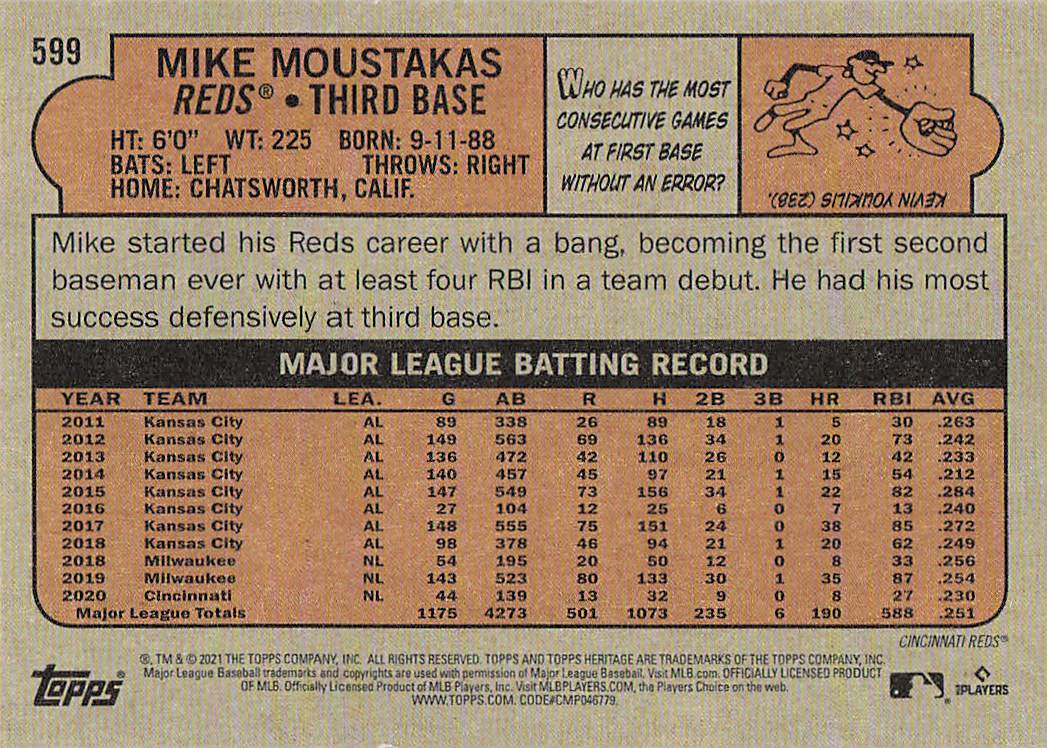 599
MIKE MOUSTAKAS
REDS® • THIRD BASE
HT: 6'0" WT: 225 BORN: 9-11-88
BATS: LEFT THROWS: RIGHT
HOME: CHATSWORTH, CALIF.
WHO HAS THE MOST
CONSECUTIVE GAMES
AT FIRST BASE
WITHOUT AN ERROR?
KEVIN YOUKILIS (238).
Mike started his Reds career with a bang, becoming the first second
baseman ever with at least four RBI in a team debut. He had his most
success defensively at third base.
MAJOR LEAGUE BATTING RECORD
YEAR TEAM LEA. G AB R H 2B 3B HR RBI AVG
2011 Kansas City AL 89 338 26 89 18 1 5 30 .263
2012 Kansas City AL 149 563 69 136 34 1 20 73 .242
2013 Kansas City AL 136 472 42 110 26 0 12 42 .233
2014 Kansas City AL 140 457 45 97 21 1 15 54 .212
2015 Kansas City AL 147 549 73 156 34 1 22 82 .284
2016 Kansas City AL 27 104 12 25 6 0 7 13 .240
2017 Kansas City AL 148 555 75 151 24 0 38 85 .272
2018 Kansas City AL 98 378 46 94 21 1 20 62 .249
2018 Milwaukee NL 54 195 20 50 12 0 8 33 .256
2019 Milwaukee NL 143 523 80 133 30 1 35 87 .254
2020 Cincinnati NL 44 139 13 32 9 0 8 27 .230
Major League Totals 1175 4273 501 1073 235 6 190 588 .251
CINCINNATI REDS®
®, TM & © 2021 THE TOPPS COMPANY, INC. ALL RIGHTS RESERVED. TOPPS AND TOPPS HERITAGE ARE TRADEMARKS OF THE TOPPS COMPANY, INC.
Major League Baseball trademarks and copyrights are used with permission of Major League Baseball. Visit MLB.com. OFFICIALLY LICENSED PRODUCT
OF MLB. Officially Licensed Product of MLB Players, Inc. Visit MLBPLAYERS.COM, the Players Choice on the web.
WWW.TOPPS.COM. CODE#CMP046779.
topps®
PLAYERS